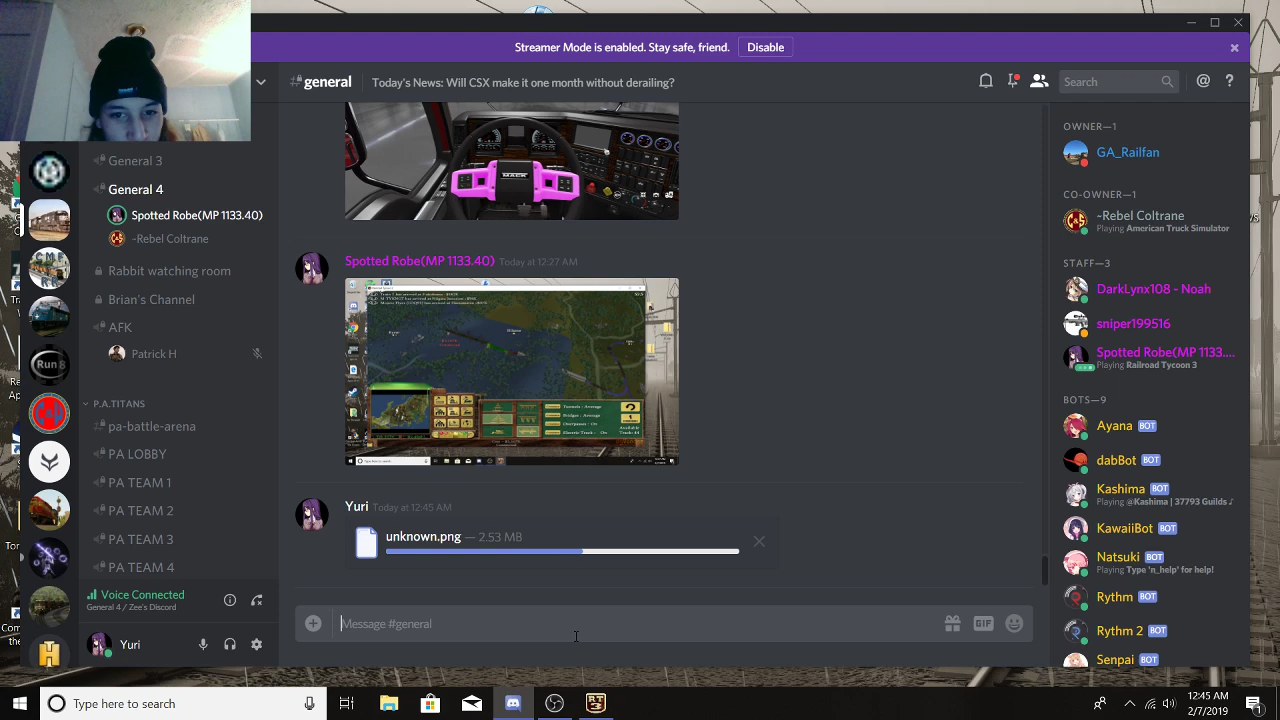 Streamer Mode is enabled. Stay safe, friend.
Disable
general
Today's News: Will CSX make it one month without derailing?
Search
General 3
General 4
Spotted Robe(MP 1133.40)
~Rebel Coltrane
Rabbit watching room
Brian's Channel
AFK
Patrick H
P.A.TITANS
pa-battle-arena
PA LOBBY
PA TEAM 1
PA TEAM 2
PA TEAM 3
PA TEAM 4
Voice Connected
General 4 / Zee's Discord
Yuri
MACK
Spotted Robe(MP 1133.40) Today at 12:27 AM
Yuri Today at 12:45 AM
unknown.png — 2.53 MB
Message #general
GIF
OWNER—1
GA_Railfan
CO-OWNER—1
~Rebel Coltrane
Playing American Truck Simulator
STAFF—3
DarkLynx108 - Noah
sniper199516
Spotted Robe(MP 1133....
Playing Railroad Tycoon 3
BOTS—9
Ayana BOT
dabBot BOT
Kashima BOT
Playing @Kashima | 37793 Guilds ♪
KawaiiBot BOT
Natsuki BOT
Playing Type 'n_help' for help!
Rythm BOT
Rythm 2 BOT
Senpai BOT
Run8
Type here to search
RT3
12:45 AM
2/7/2019